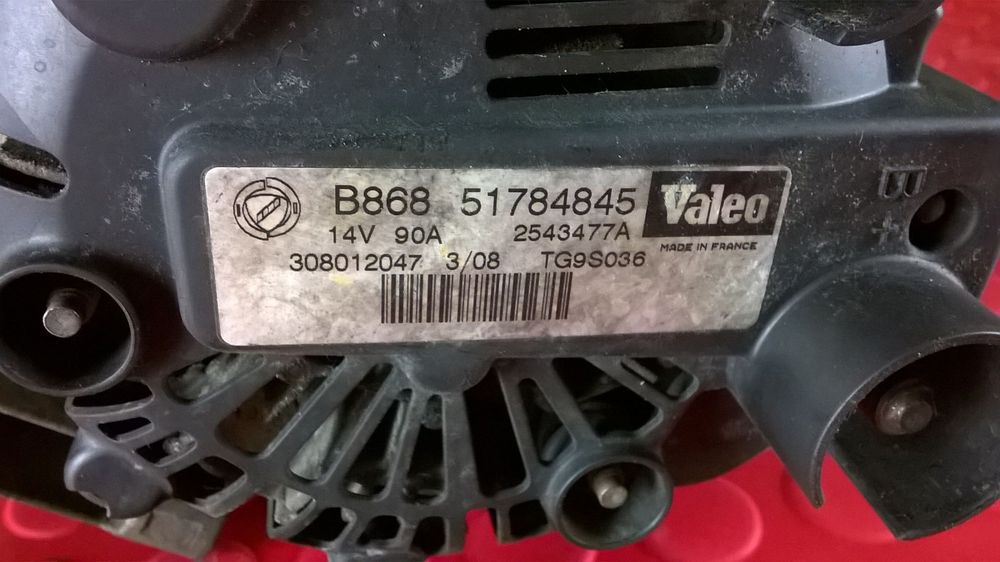 B868 51784845 Valeo
14V 90A 2543477A MADE IN FRANCE
308012047 3/08 TG9S036
B
+